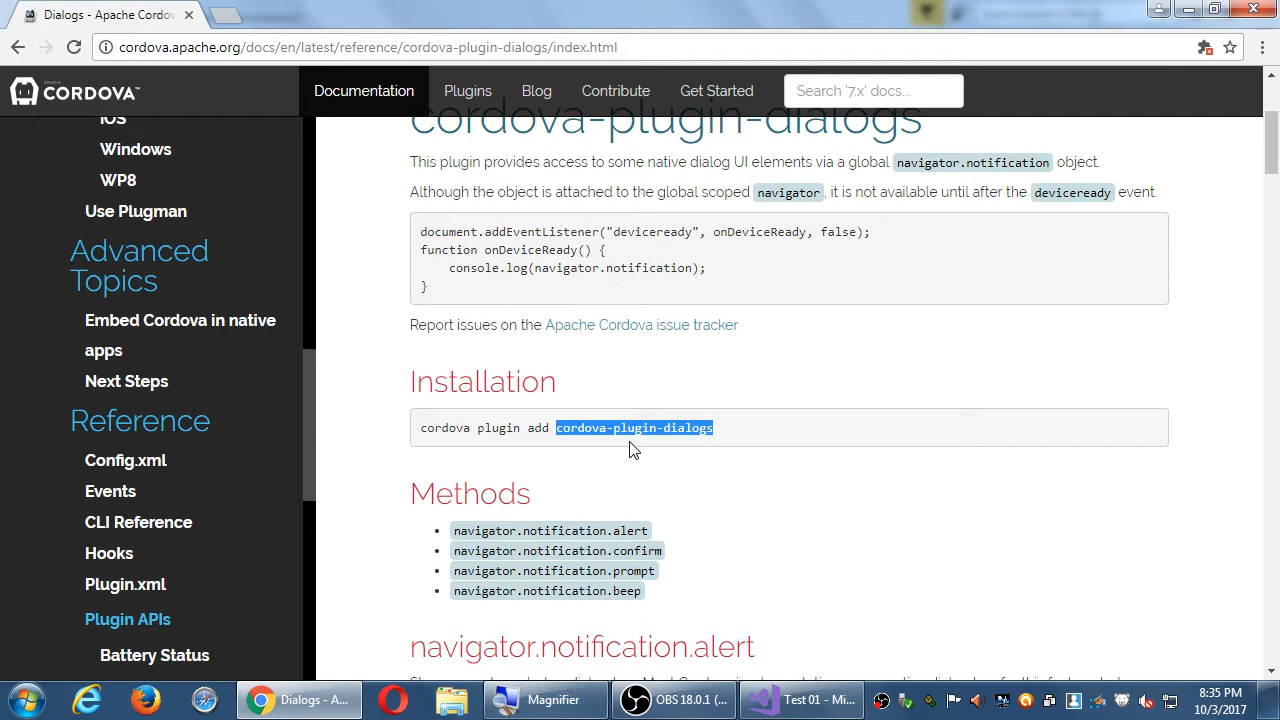 Dialogs - Apache Cordov
cordova.apache.org/docs/en/latest/reference/cordova-plugin-dialogs/index.html
APACHE
CORDOVA™
Documentation
Plugins
Blog
Contribute
Get Started
Search '7.x' docs...
iOS
Windows
WP8
Use Plugman
Advanced
Topics
Embed Cordova in native
apps
Next Steps
Reference
Config.xml
Events
CLI Reference
Hooks
Plugin.xml
Plugin APIs
Battery Status
cordova-plugin-dialogs
This plugin provides access to some native dialog UI elements via a global navigator.notification object.
Although the object is attached to the global scoped navigator, it is not available until after the deviceready event.
document.addEventListener("deviceready", onDeviceReady, false);
function onDeviceReady() {
    console.log(navigator.notification);
}
Report issues on the Apache Cordova issue tracker
Installation
cordova plugin add cordova-plugin-dialogs
Methods
• navigator.notification.alert
• navigator.notification.confirm
• navigator.notification.prompt
• navigator.notification.beep
navigator.notification.alert
Dialogs - A...
Magnifier
OBS 18.0.1 (...
Test 01 - Mi...
8:35 PM
10/3/2017